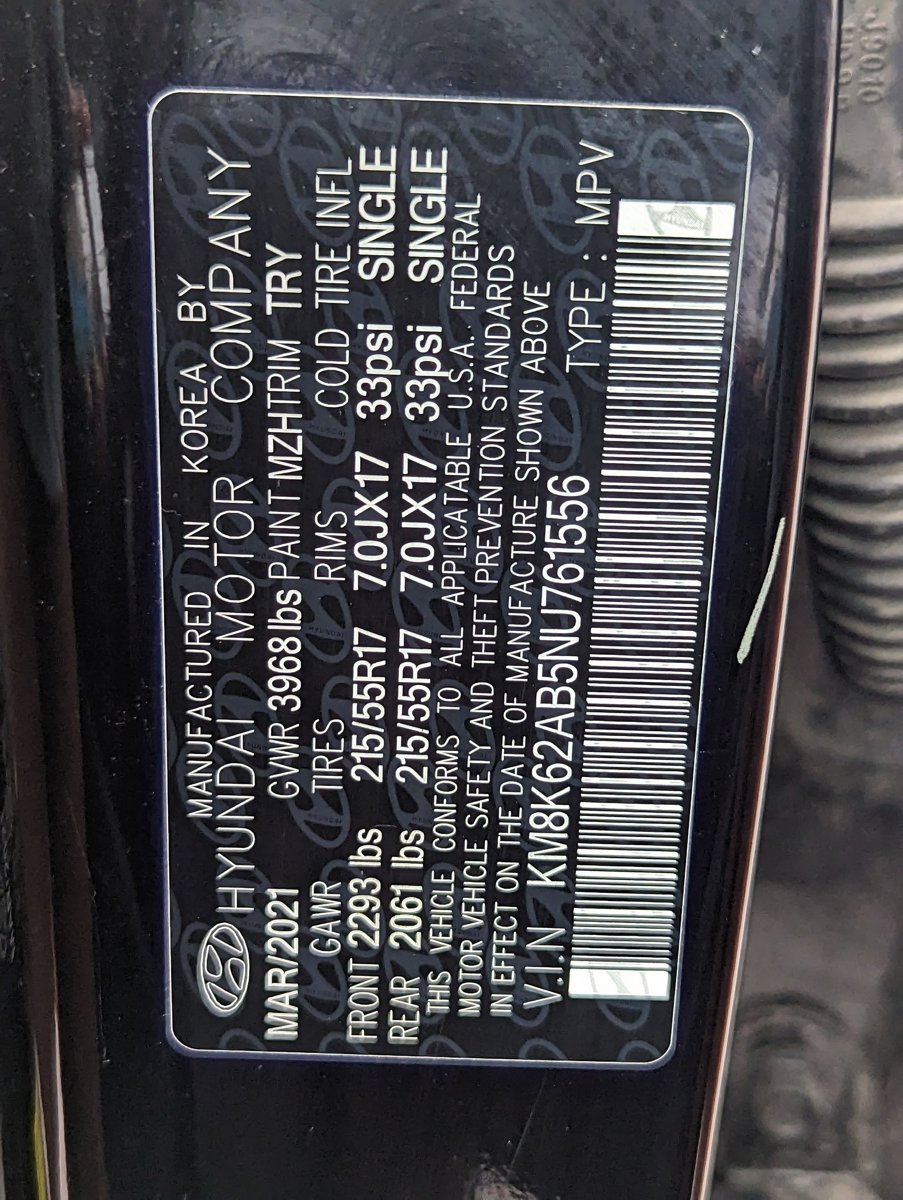 MANUFACTURED IN KOREA BY
HYUNDAI MOTOR COMPANY
MAR/2021 GVWR 3968 lbs PAINT MZH TRIM TRY
GAWR TIRES RIMS COLD TIRE INFL
FRONT 2293 lbs 215/55R17 7.0JX17 33psi SINGLE
REAR 2061 lbs 215/55R17 7.0JX17 33psi SINGLE
THIS VEHICLE CONFORMS TO ALL APPLICABLE U.S.A. FEDERAL
MOTOR VEHICLE SAFETY AND THEFT PREVENTION STANDARDS
IN EFFECT ON THE DATE OF MANUFACTURE SHOWN ABOVE
V.I.N KM8K62AB5NU761556 TYPE : MPV
HYUNDAI